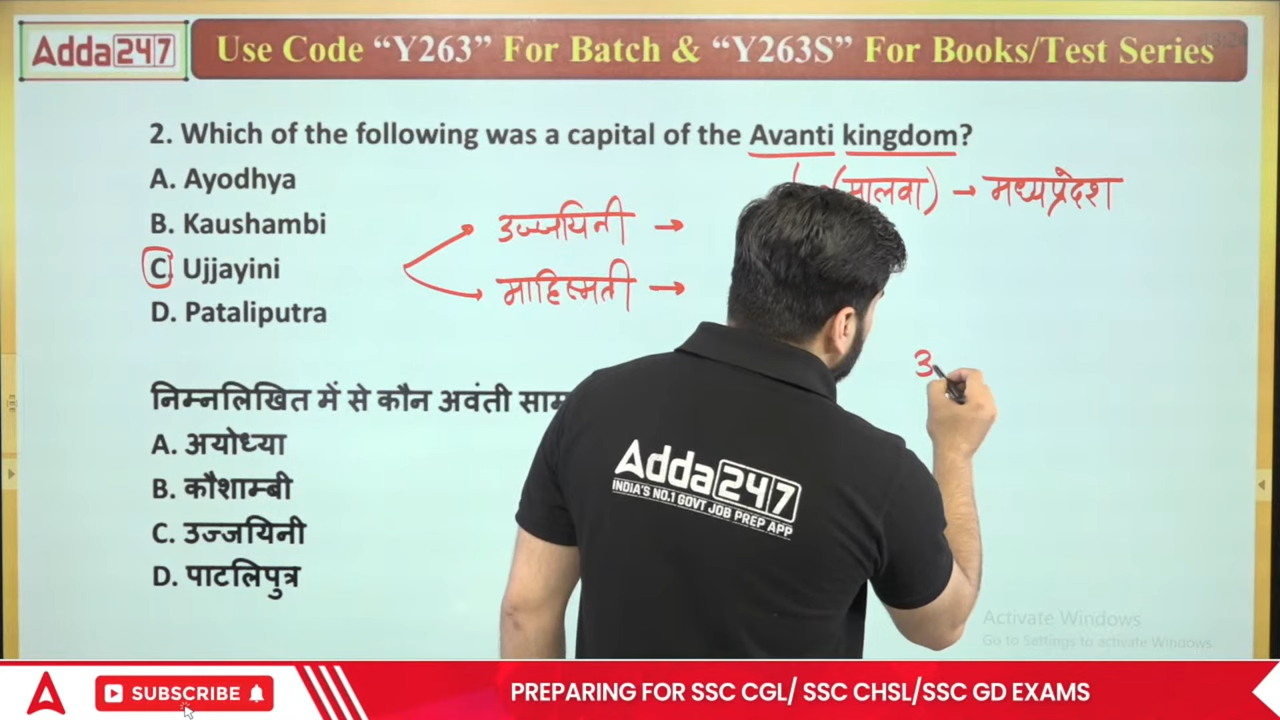 Adda247
Use Code “Y263” For Batch & “Y263S” For Books/Test Series
2. Which of the following was a capital of the Avanti kingdom?
A. Ayodhya
(मालवा) → मध्यप्रदेश
B. Kaushambi
उज्जयिनी →
C. Ujjayini
माहिस्मती →
D. Pataliputra
3
निम्नलिखित में से कौन अवंती
A. अयोध्या
B. कौशाम्बी
C. उज्जयिनी
D. पाटलिपुत्र
Adda247
INDIA'S NO.1 GOVT JOB PREP APP
Activate Windows
Go to Settings to activate Windows.
SUBSCRIBE
PREPARING FOR SSC CGL/ SSC CHSL/SSC GD EXAMS